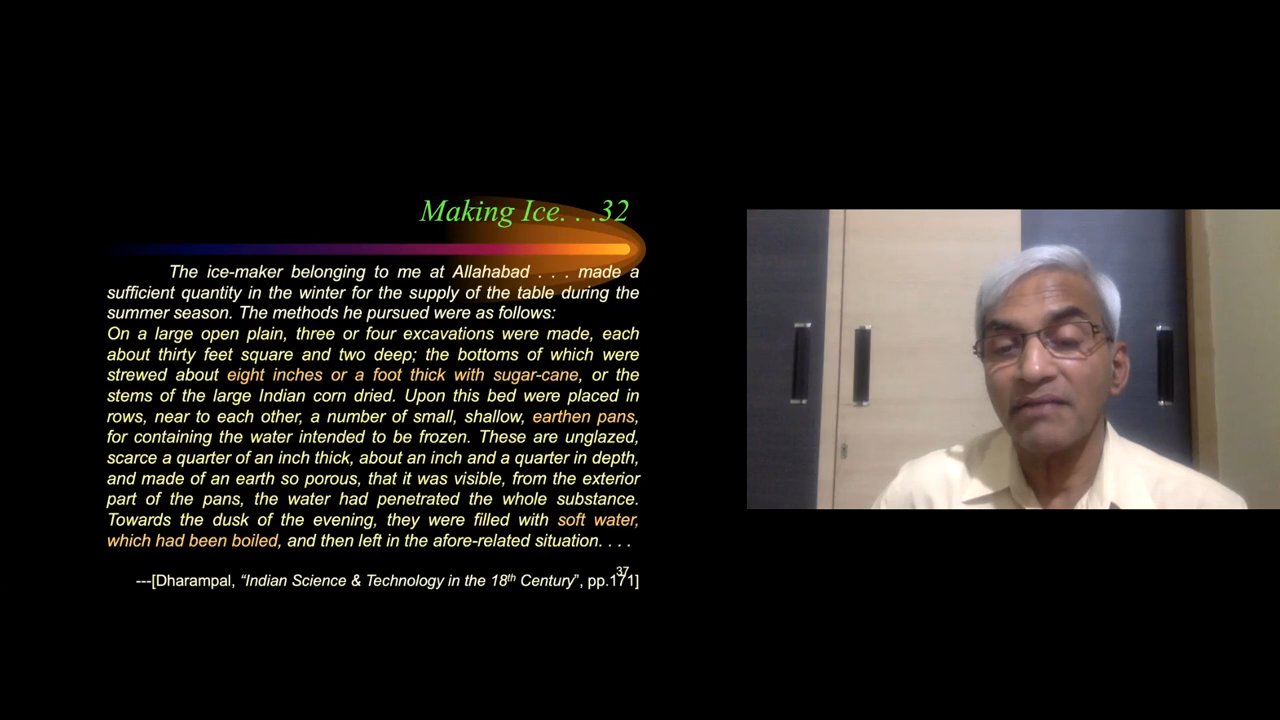 Making Ice. . .32
The ice-maker belonging to me at Allahabad . . . made a
sufficient quantity in the winter for the supply of the table during the
summer season. The methods he pursued were as follows:
On a large open plain, three or four excavations were made, each
about thirty feet square and two deep; the bottoms of which were
strewed about eight inches or a foot thick with sugar-cane, or the
stems of the large Indian corn dried. Upon this bed were placed in
rows, near to each other, a number of small, shallow, earthen pans,
for containing the water intended to be frozen. These are unglazed,
scarce a quarter of an inch thick, about an inch and a quarter in depth,
and made of an earth so porous, that it was visible, from the exterior
part of the pans, the water had penetrated the whole substance.
Towards the dusk of the evening, they were filled with soft water,
which had been boiled, and then left in the afore-related situation. . . .
37
---[Dharampal, “Indian Science & Technology in the 18th Century”, pp.171]